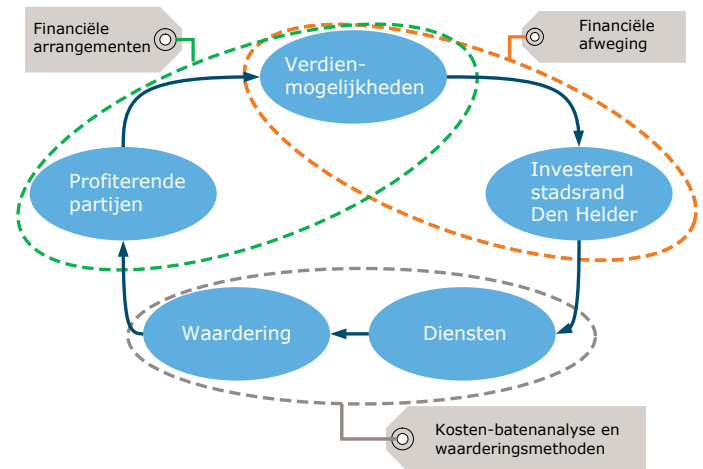 Financiële
arrangementen
Financiële
afweging
Verdien-
mogelijkheden
Profiterende
partijen
Investeren
stadsrand
Den Helder
Waardering
Diensten
Kosten-batenanalyse en
waarderingsmethoden